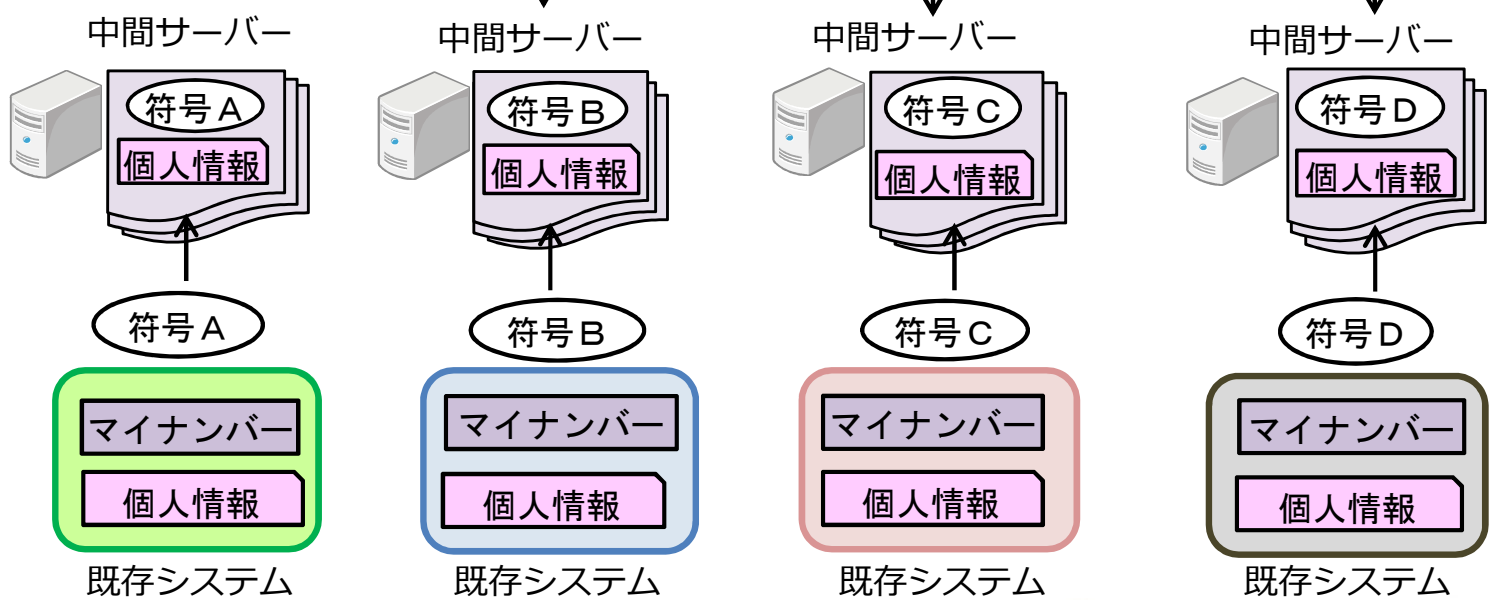 中間サーバー
中間サーバー
中間サーバー
中間サーバー
符号A
符号B
符号C
符号D
個人情報
個人情報
個人情報
個人情報
符号A
符号B
符号C
符号D
マイナンバー
マイナンバー
マイナンバー
マイナンバー
個人情報
個人情報
個人情報
個人情報
既存システム
既存システム
既存システム
既存システム